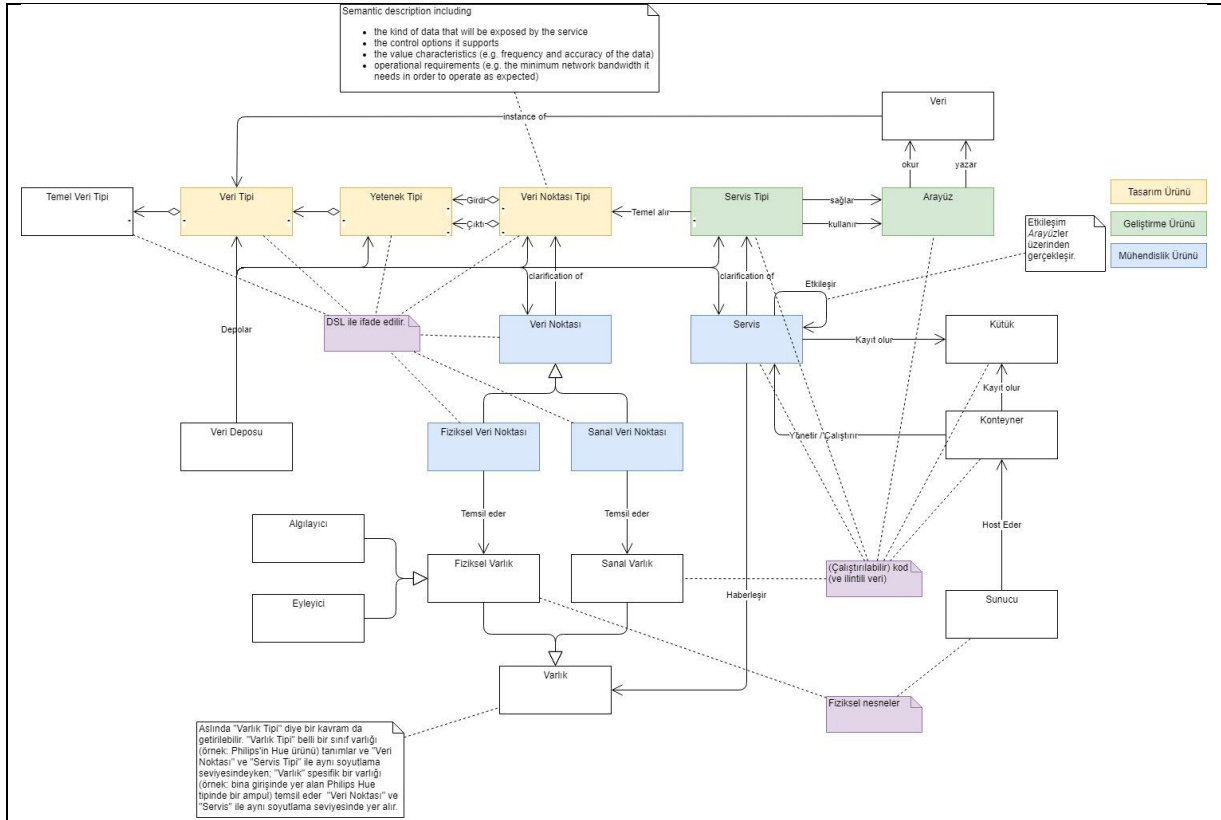 Semantic description including
• the kind of data that will be exposed by the service
• the control options it supports
• the value characteristics (e.g. frequency and accuracy of the data)
• operational requirements (e.g. the minimum network bandwidth it
needs in order to operate as expected)
Veri
instance of
okur
yazar
Temel Veri Tipi
Veri Tipi
Yetenek Tipi
Girdi
Çıktı
Veri Noktası Tipi
Temel alır
Servis Tipi
sağlar
kullanır
Arayüz
Tasarım Ürünü
Geliştirme Ürünü
Mühendislik Ürünü
Etkileşim
Arayüzler
üzerinden
gerçekleşir.
clarification of
clarification of
Etkileşir
Depolar
DSL ile ifade edilir.
Veri Noktası
Servis
Kayıt olur
Kütük
Kayıt olur
Veri Deposu
Fiziksel Veri Noktası
Sanal Veri Noktası
Yönetir / Çalıştırır
Konteyner
Temsil eder
Temsil eder
Host Eder
Algılayıcı
Fiziksel Varlık
Sanal Varlık
(Çalıştırılabilir) kod
(ve ilintili veri)
Eyleyici
Haberleşir
Sunucu
Varlık
Fiziksel nesneler
Aslında "Varlık Tipi" diye bir kavram da
getirilebilir. "Varlık Tipi" belli bir sınıf varlığı
(örnek: Philips'in Hue ürünü) tanımlar ve "Veri
Noktası" ve "Servis Tipi" ile aynı soyutlama
seviyesindeyken; "Varlık" spesifik bir varlığı
(örnek: bina girişinde yer alan Philips Hue
tipinde bir ampul) temsil eder "Veri Noktası" ve
"Servis" ile aynı soyutlama seviyesinde yer alır.